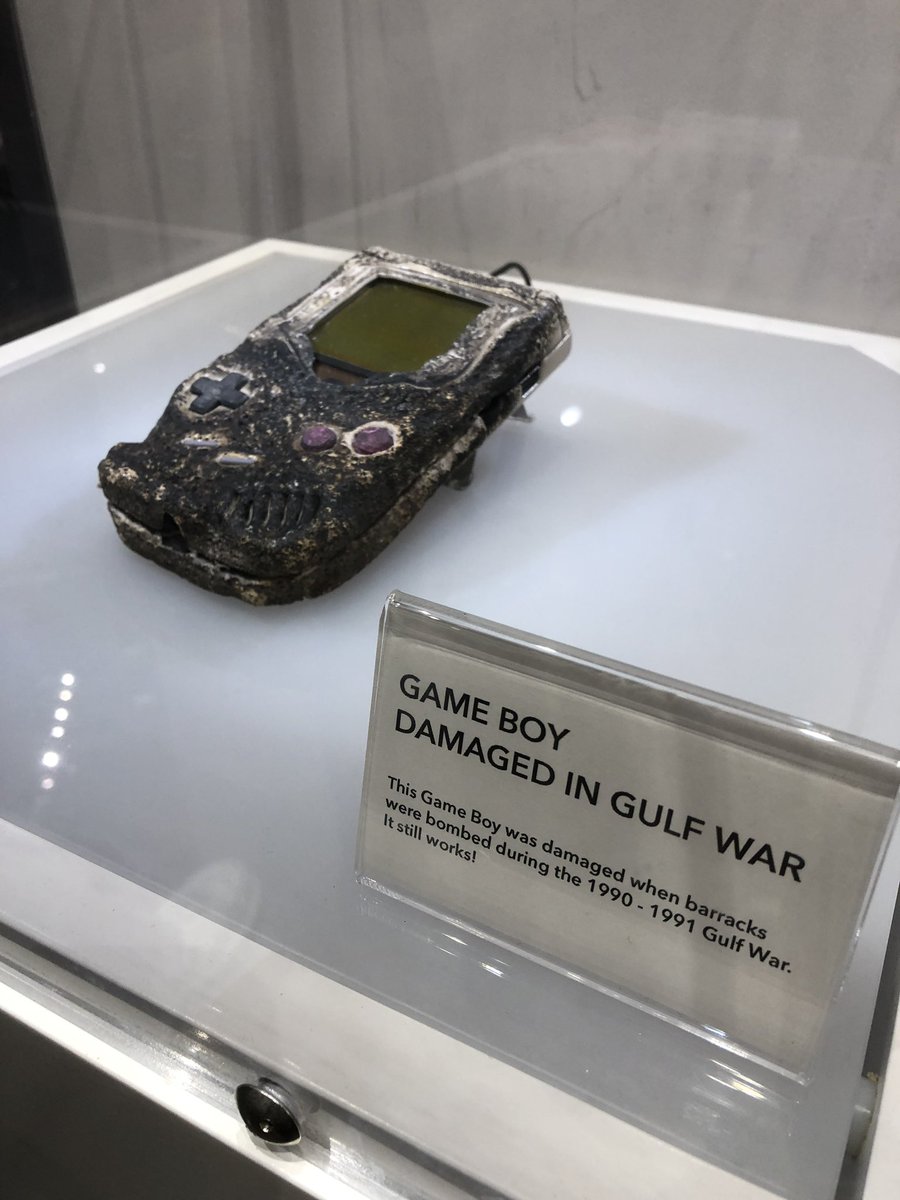 GAME BOY
DAMAGED IN GULF WAR
This Game Boy was damaged when barracks
were bombed during the 1990 - 1991 Gulf War.
It still works!